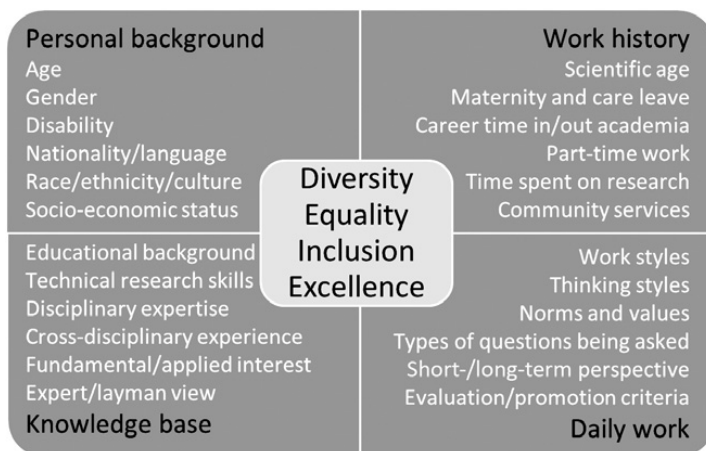 Personal background
Age
Gender
Disability
Nationality/language
Race/ethnicity/culture
Socio-economic status
Work history
Scientific age
Maternity and care leave
Career time in/out academia
Part-time work
Time spent on research
Community services
Diversity
Equality
Inclusion
Excellence
Educational background
Technical research skills
Disciplinary expertise
Cross-disciplinary experience
Fundamental/applied interest
Expert/layman view
Knowledge base
Work styles
Thinking styles
Norms and values
Types of questions being asked
Short-/long-term perspective
Evaluation/promotion criteria
Daily work